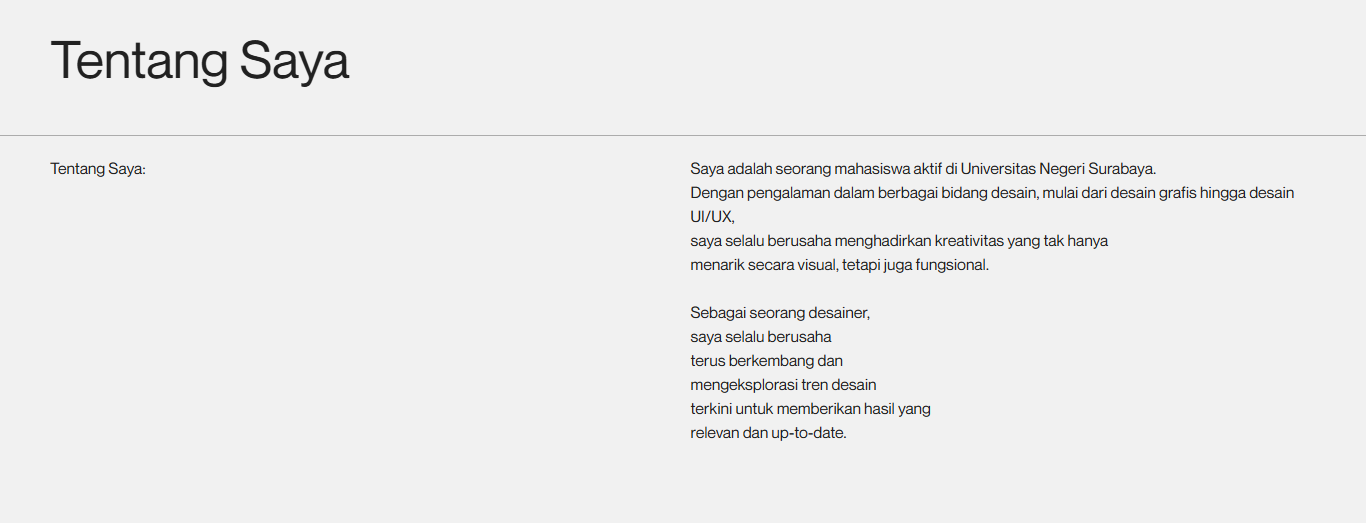 Tentang Saya
Tentang Saya:
Saya adalah seorang mahasiswa aktif di Universitas Negeri Surabaya.
Dengan pengalaman dalam berbagai bidang desain, mulai dari desain grafis hingga desain
UI/UX,
saya selalu berusaha menghadirkan kreativitas yang tak hanya
menarik secara visual, tetapi juga fungsional.
Sebagai seorang desainer,
saya selalu berusaha
terus berkembang dan
mengeksplorasi tren desain
terkini untuk memberikan hasil yang
relevan dan up-to-date.